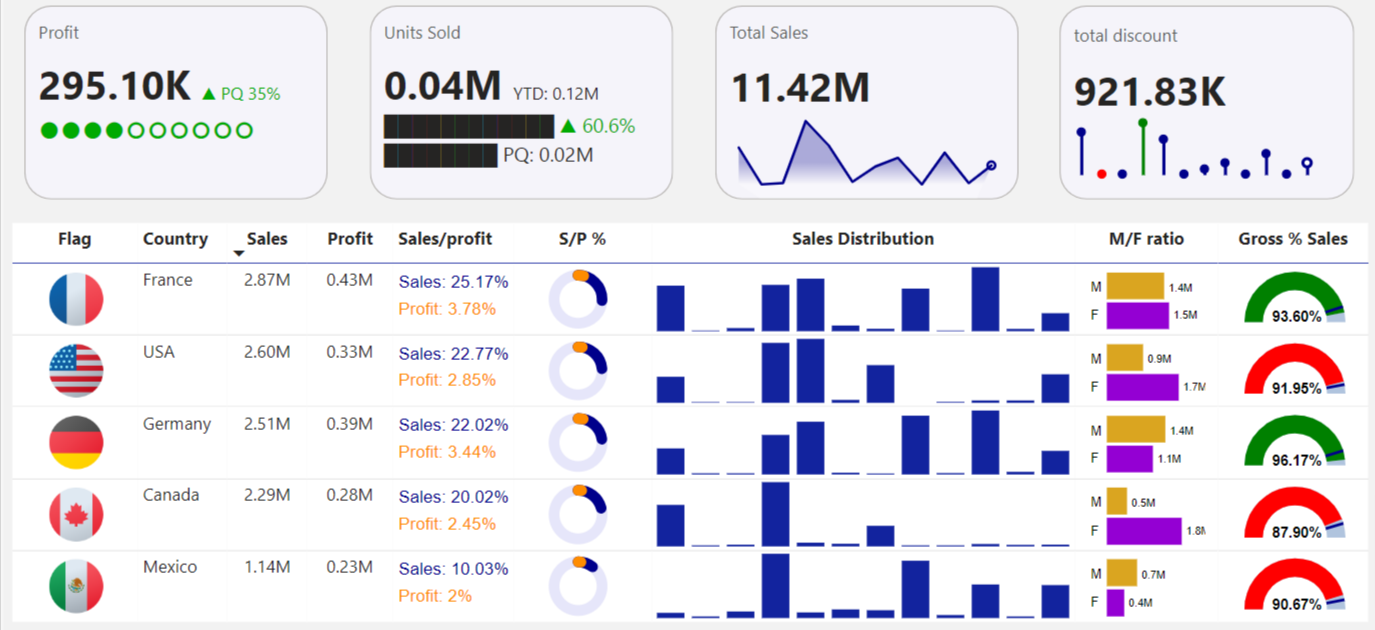 Profit
295.10K ▲ PQ 35%
Units Sold
0.04M YTD: 0.12M
▲ 60.6%
PQ: 0.02M
Total Sales
11.42M
total discount
921.83K
Flag Country Sales Profit Sales/profit S/P % Sales Distribution M/F ratio Gross % Sales
France 2.87M 0.43M Sales: 25.17%
Profit: 3.78%
M 1.4M
F 1.5M
93.60%
USA 2.60M 0.33M Sales: 22.77%
Profit: 2.85%
M 0.9M
F 1.7M
91.95%
Germany 2.51M 0.39M Sales: 22.02%
Profit: 3.44%
M 1.4M
F 1.1M
96.17%
Canada 2.29M 0.28M Sales: 20.02%
Profit: 2.45%
M 0.5M
F 1.8M
87.90%
Mexico 1.14M 0.23M Sales: 10.03%
Profit: 2%
M 0.7M
F 0.4M
90.67%